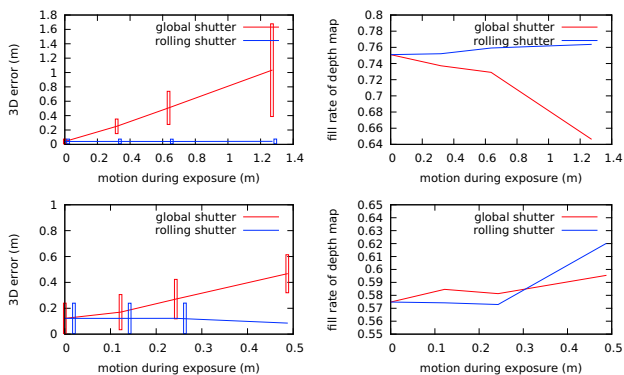 1.8
1.6
1.4
1.2
1
0.8
0.6
0.4
0.2
0
3D error (m)
global shutter
rolling shutter
0 0.2 0.4 0.6 0.8 1 1.2 1.4
motion during exposure (m)
0.8
0.78
0.76
0.74
0.72
0.7
0.68
0.66
0.64
fill rate of depth map
global shutter
rolling shutter
0 0.2 0.4 0.6 0.8 1 1.2 1.4
motion during exposure (m)
1
0.8
0.6
0.4
0.2
0
3D error (m)
global shutter
rolling shutter
0 0.1 0.2 0.3 0.4 0.5
motion during exposure (m)
0.65
0.64
0.63
0.62
0.61
0.6
0.59
0.58
0.57
0.56
0.55
fill rate of depth map
global shutter
rolling shutter
0 0.1 0.2 0.3 0.4 0.5
motion during exposure (m)